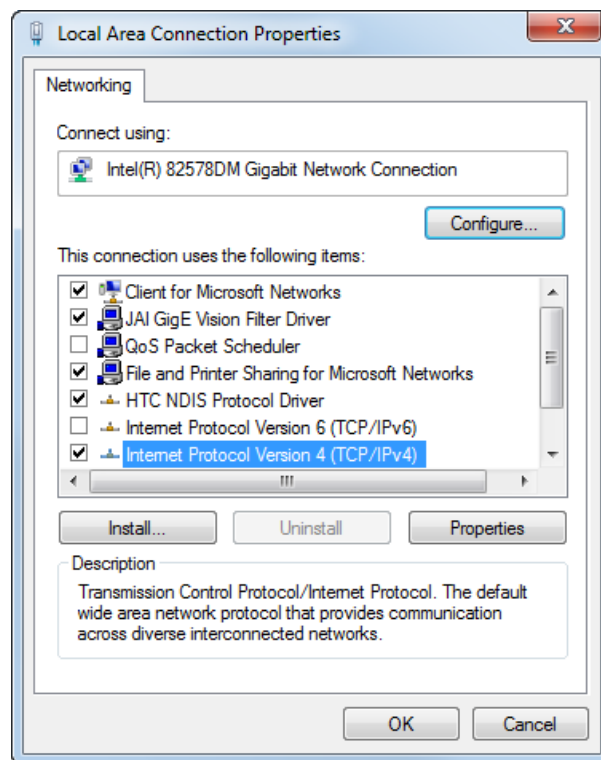 Local Area Connection Properties
Networking
Connect using:
Intel(R) 82578DM Gigabit Network Connection
Configure...
This connection uses the following items:
Client for Microsoft Networks
JAI GigE Vision Filter Driver
QoS Packet Scheduler
File and Printer Sharing for Microsoft Networks
HTC NDIS Protocol Driver
Internet Protocol Version 6 (TCP/IPv6)
Internet Protocol Version 4 (TCP/IPv4)
Install... Uninstall Properties
Description
Transmission Control Protocol/Internet Protocol. The default
wide area network protocol that provides communication
across diverse interconnected networks.
OK Cancel